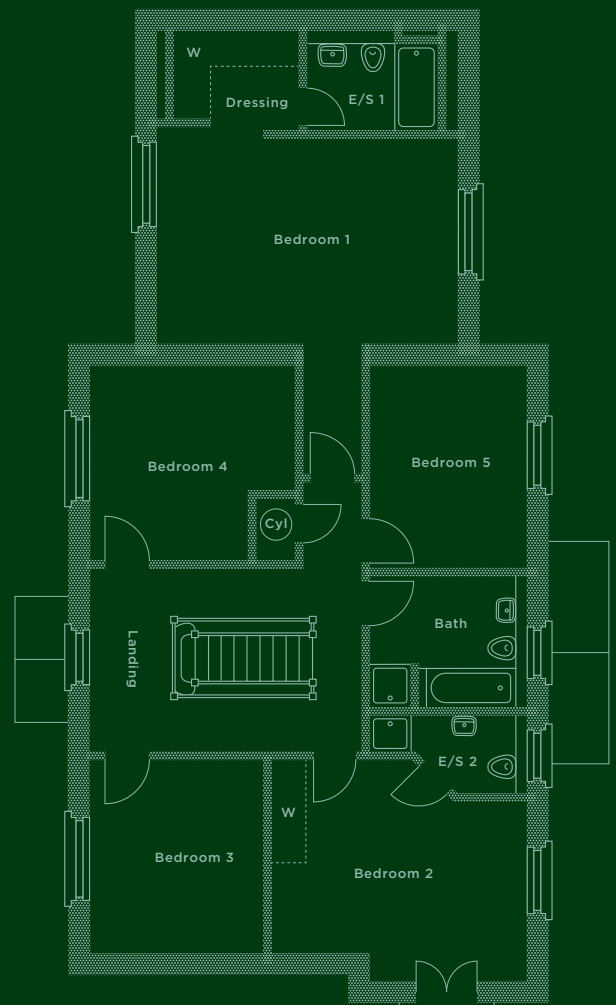 W
Dressing
E/S 1
Bedroom 1
Bedroom 4
Bedroom 5
Cyl
Bath
Landing
E/S 2
W
Bedroom 3
Bedroom 2